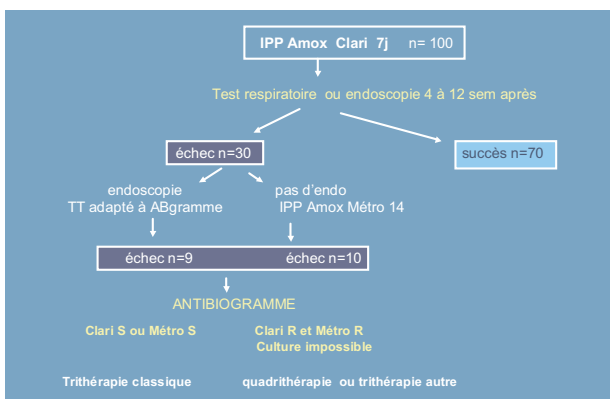 IPP Amox Clari 7j n= 100
Test respiratoire ou endoscopie 4 à 12 sem après
échec n=30
succès n=70
endoscopie
TT adapté à ABgramme
pas d'endo
IPP Amox Métro 14
échec n=9 échec n=10
ANTIBIOGRAMME
Clari S ou Métro S
Clari R et Métro R
Culture impossible
Trithérapie classique
quadrithérapie ou trithérapie autre